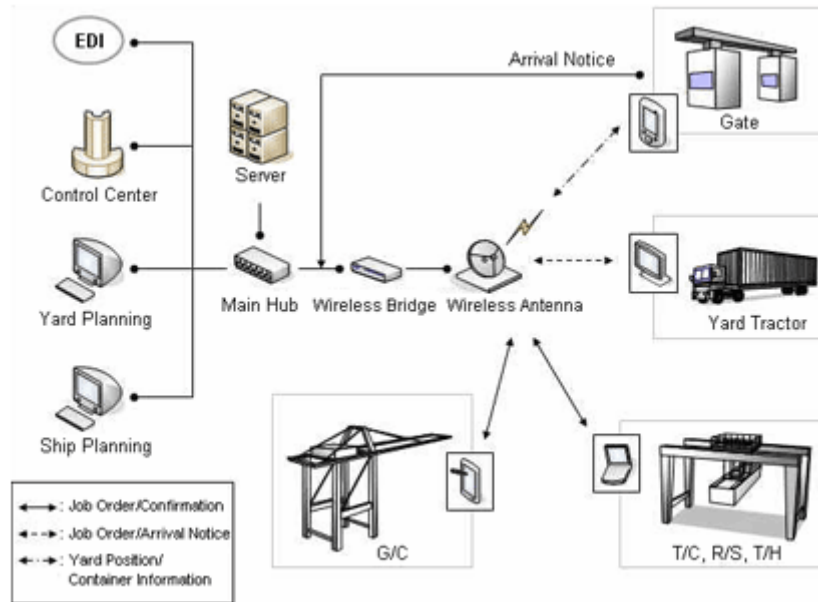 EDI
Arrival Notice
Gate
Control Center
Server
Yard Planning
Main Hub
Wireless Bridge
Wireless Antenna
Yard Tractor
Ship Planning
G/C
T/C, R/S, T/H
: Job Order/Confirmation
: Job Order/Arrival Notice
: Yard Position/
Container Information